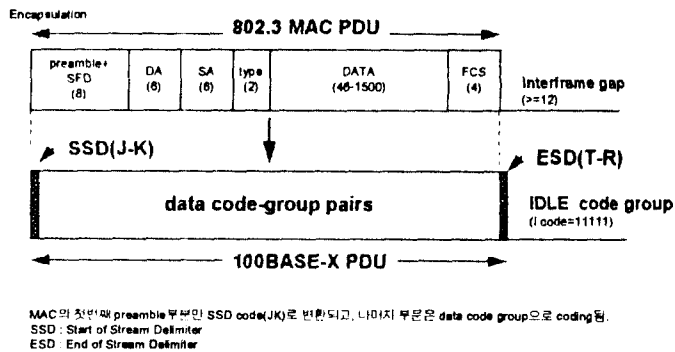 Encapsulation
802.3 MAC PDU
preamble+ SFD (8)
DA (6)
SA (6)
type (2)
DATA (46-1500)
FCS (4)
Interframe gap (>=12)
SSD(J-K)
ESD(T-R)
data code-group pairs
IDLE code group
(I code=11111)
100BASE-X PDU
MAC의 첫번째 preamble부분만 SSD code(JK)로 변환되고, 나머지 부분은 data code group으로 coding됨.
SSD : Start of Stream Delimiter
ESD : End of Stream Delimiter